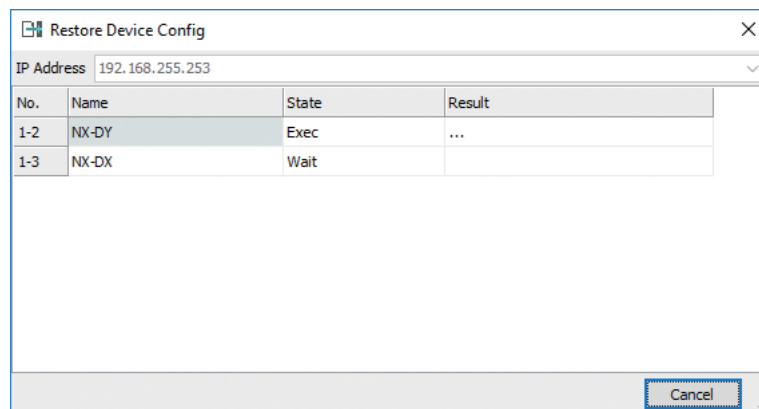 Restore Device Config
IP Address 192.168.255.253
No. Name State Result
1-2 NX-DY Exec ...
1-3 NX-DX Wait
Cancel